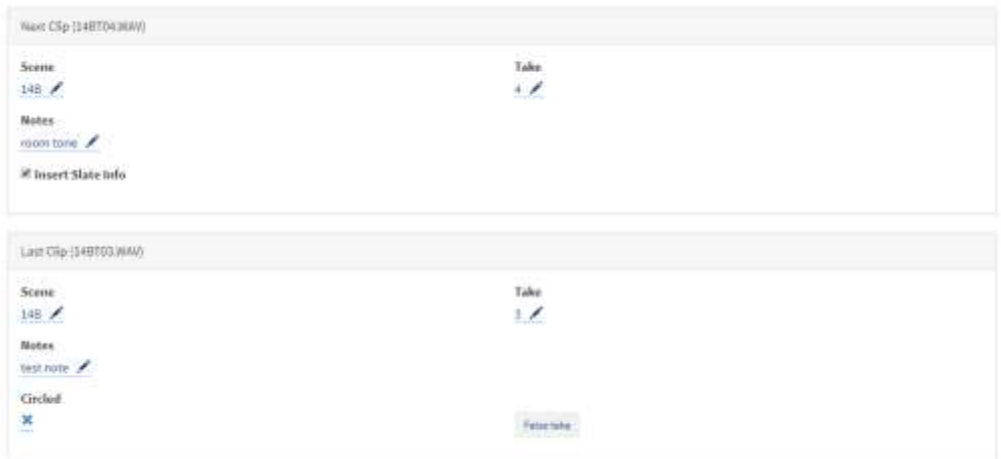 Next Clip (14BT04.WAV)
Scene
Take
14B
4
Notes
room tone
Insert Slate Info
Last Clip (14BT03.WAV)
Scene
Take
14B
3
Notes
test note
Circled
False take